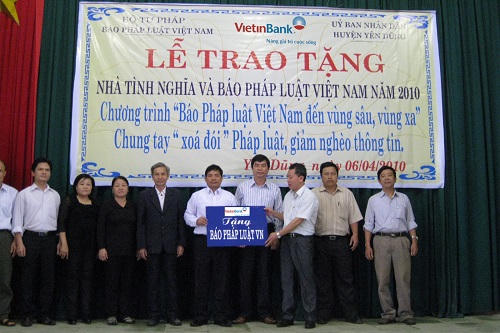 BỘ TƯ PHÁP
BÁO PHÁP LUẬT VIỆT NAM
VietinBank
Nâng giá trị cuộc sống
UỶ BAN NHÂN DÂN
HUYỆN YÊN DŨNG
LỄ TRAO TẶNG
NHÀ TÌNH NGHĨA VÀ BÁO PHÁP LUẬT VIỆT NAM NĂM 2010
Chương trình “Báo Pháp luật Việt Nam đến vùng sâu, vùng xa”
Chung tay “ xoá đói ” Pháp luật, giảm nghèo thông tin.
ngày 06/04/2010
VietinBank
Tặng
BÁO PHÁP LUẬT VN